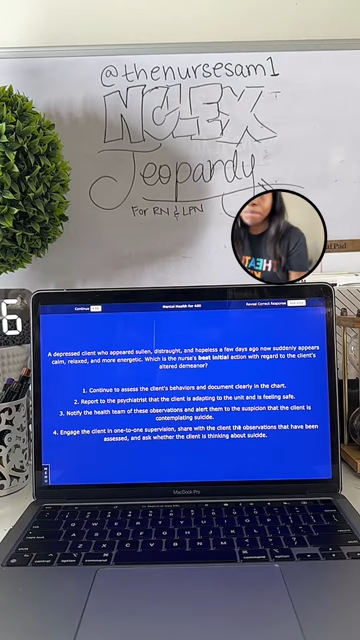 @thenursesam1
NCLEX
Jeopardy
For RN & LPN
Continue
Mental Health for 400
Reveal Correct Response
A depressed client who appeared sullen, distraught, and hopeless a few days ago now suddenly appears
calm, relaxed, and more energetic. Which is the nurse's best initial action with regard to the client's
altered demeanor?
1. Continue to assess the client's behaviors and document clearly in the chart.
2. Report to the psychiatrist that the client is adapting to the unit and is feeling safe.
3. Notify the health team of these observations and alert them to the suspicion that the client is
contemplating suicide.
4. Engage the client in one-to-one supervision, share with the client the observations that have been
assessed, and ask whether the client is thinking about suicide.
MacBook Pro